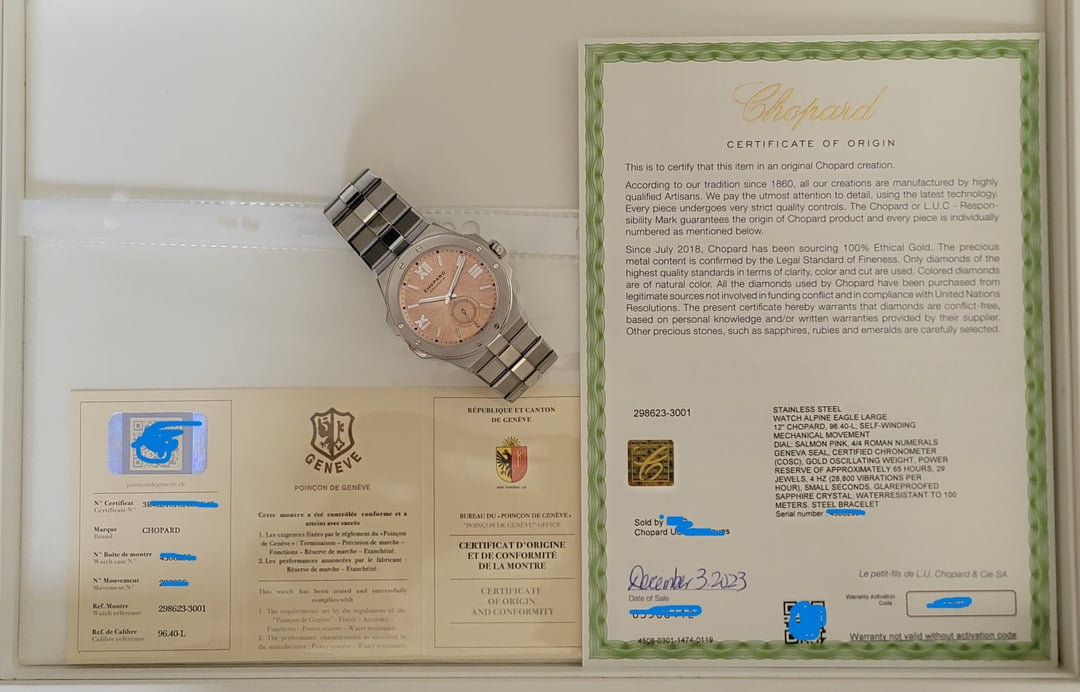 CHOPARD
poincondegeneve.ch
N° Certificat
Certificate N°
Marque
Brand
CHOPARD
N° Boîte de montre
Watch case N°
N° Mouvement
Movement N°
Ref. Montre
Watch reference
298623-3001
Ref. de Calibre
Calibre reference
96.40-L
GENEVE
POINÇON DE GENÈVE
Cette montre a été contrôlée conforme et a
atteint avec succès
1. Les exigences fixées par le règlement du «Poinçon
de Genève» : Terminaison – Précision de marche –
Fonctions – Réserve de marche – Etanchéité.
2. Les performances annoncées par le fabricant :
Réserve de marche – Etanchéité.
This watch has been tested and successfully
complies with
1. The requirements set by the regulations of the
"Poinçon de Genève" : Finish - Accuracy -
Functions – Power reserve – Water resistance.
2. The performance characteristics as specified by
the manufacturer : Power reserve – Water resistance.
RÉPUBLIQUE ET CANTON
DE GENÈVE
POST TENEBRAS LUX
BUREAU DU «POINÇON DE GENÈVE»
"POINÇON DE GENÈVE" OFFICE
CERTIFICAT D'ORIGINE
ET DE CONFORMITÉ
DE LA MONTRE
CERTIFICATE
OF ORIGIN
AND CONFORMITY
Chopard
CERTIFICATE OF ORIGIN
This is to certify that this item in an original Chopard creation.
According to our tradition since 1860, all our creations are manufactured by highly
qualified Artisans. We pay the utmost attention to detail, using the latest technology.
Every piece undergoes very strict quality controls. The Chopard or L.U.C - Respon-
sibility Mark guarantees the origin of Chopard product and every piece is individually
numbered as mentioned below.
Since July 2018, Chopard has been sourcing 100% Ethical Gold. The precious
metal content is confirmed by the Legal Standard of Fineness. Only diamonds of the
highest quality standards in terms of clarity, color and cut are used. Colored diamonds
are of natural color. All the diamonds used by Chopard have been purchased from
legitimate sources not involved in funding conflict and in compliance with United Nations
Resolutions. The present certificate hereby warrants that diamonds are conflict-free,
based on personal knowledge and/or written warranties provided by their supplier.
Other precious stones, such as sapphires, rubies and emeralds are carefully selected.
298623-3001
STAINLESS STEEL
WATCH ALPINE EAGLE LARGE
12" CHOPARD, 96.40-L, SELF-WINDING
MECHANICAL MOVEMENT
DIAL: SALMON PINK, 4/4 ROMAN NUMERALS
GENEVA SEAL, CERTIFIED CHRONOMETER
(COSC), GOLD OSCILLATING WEIGHT, POWER
RESERVE OF APPROXIMATELY 65 HOURS, 29
JEWELS, 4 HZ (28,800 VIBRATIONS PER
HOUR), SMALL SECONDS, GLAREPROOFED
SAPPHIRE CRYSTAL, WATERRESISTANT TO 100
METERS. STEEL BRACELET
Serial number
Sold by
Chopard
December 3.2023
Date of Sale
4508-0301-1474-0119
Le petit-fils de L.U. Chopard & Cie SA
Warranty Activation
Code :
Warranty not valid without activation code